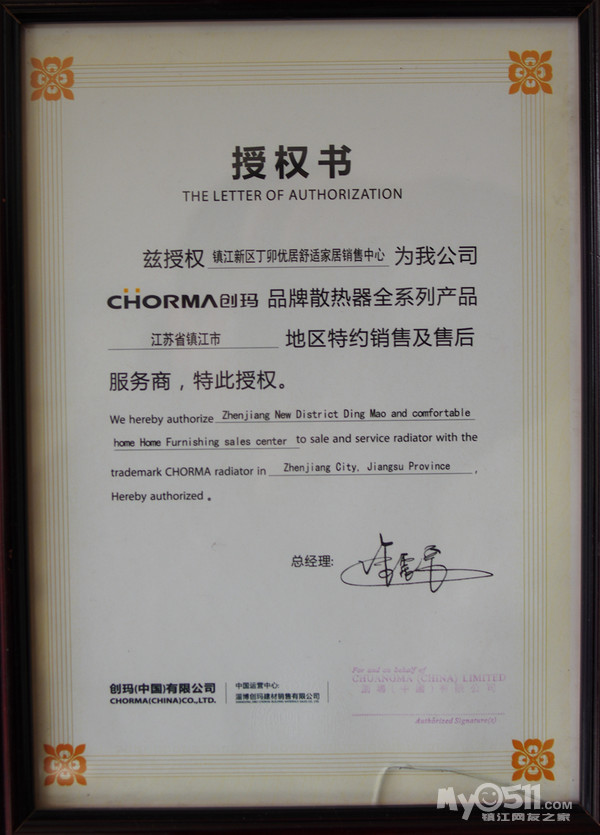 授权书
THE LETTER OF AUTHORIZATION
兹授权 镇江新区丁卯优居舒适家居销售中心 为我公司
CHORMA创玛 品牌散热器全系列产品
江苏省镇江市 地区特约销售及售后
服务商，特此授权。
We hereby authorize Zhenjiang New District Ding Mao and comfortable
home Home Furnishing sales center to sale and service radiator with the
trademark CHORMA radiator in Zhenjiang City, Jiangsu Province ,
Hereby authorized 。
总经理:
创玛(中国)有限公司
CHORMA(CHINA)CO.,LTD.
中国运营中心
淄博创玛建材销售有限公司
For and on behalf of
CHUANGMA (CHINA) LIMITED
Authorized Signature(s)
My0511.com
镇江网友之家